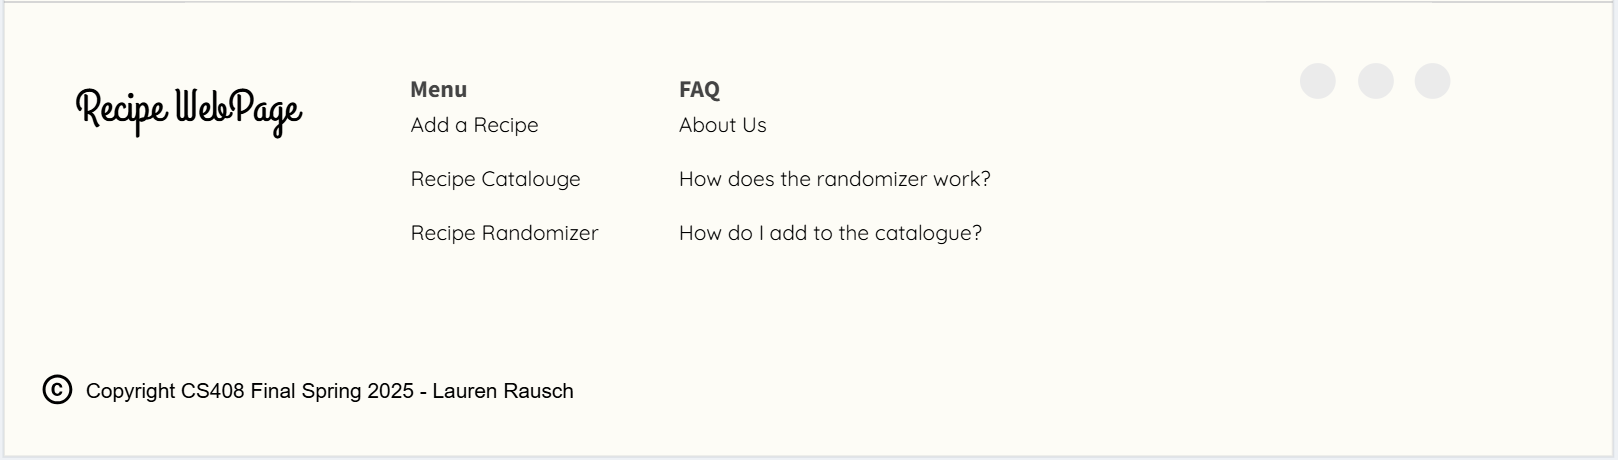 Recipe WebPage
Menu
Add a Recipe
Recipe Catalouge
Recipe Randomizer
FAQ
About Us
How does the randomizer work?
How do I add to the catalogue?
© Copyright CS408 Final Spring 2025 - Lauren Rausch